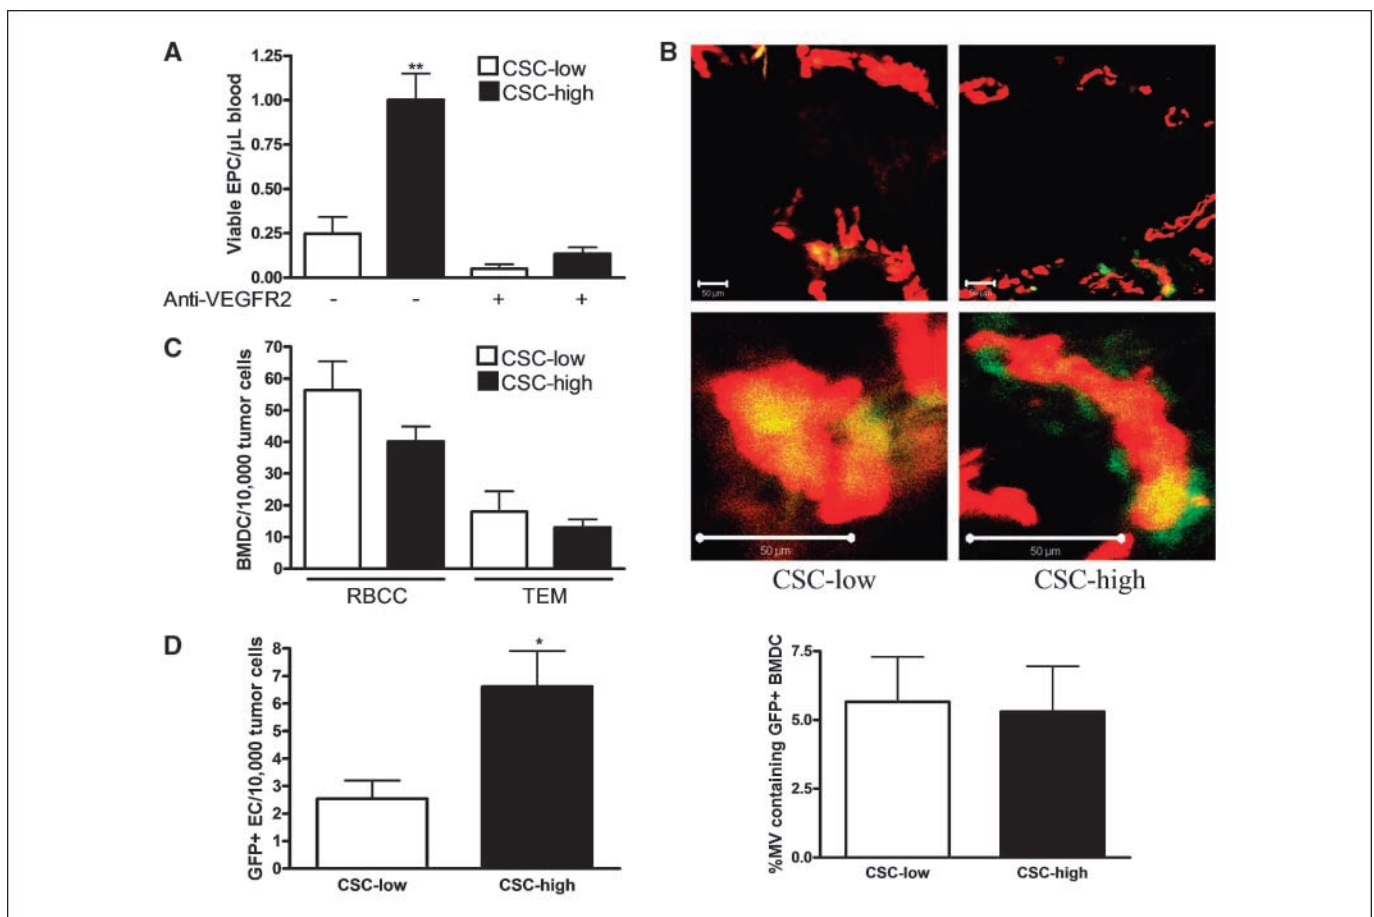 A
Viable EPC/µL blood
1.25
1.00
0.75
0.50
0.25
0.00
CSC-low
CSC-high
**
Anti-VEGFR2 - - + +
B
50 µm
50 µm
50 µm
50 µm
CSC-low CSC-high
C
BMDC/10,000 tumor cells
70
60
50
40
30
20
10
0
CSC-low
CSC-high
RBCC TEM
D
GFP+ EC/10,000 tumor cells
8
7
6
5
4
3
2
1
0
*
CSC-low CSC-high
%MV containing GFP+ BMDC
7.5
5.0
2.5
0.0
CSC-low CSC-high